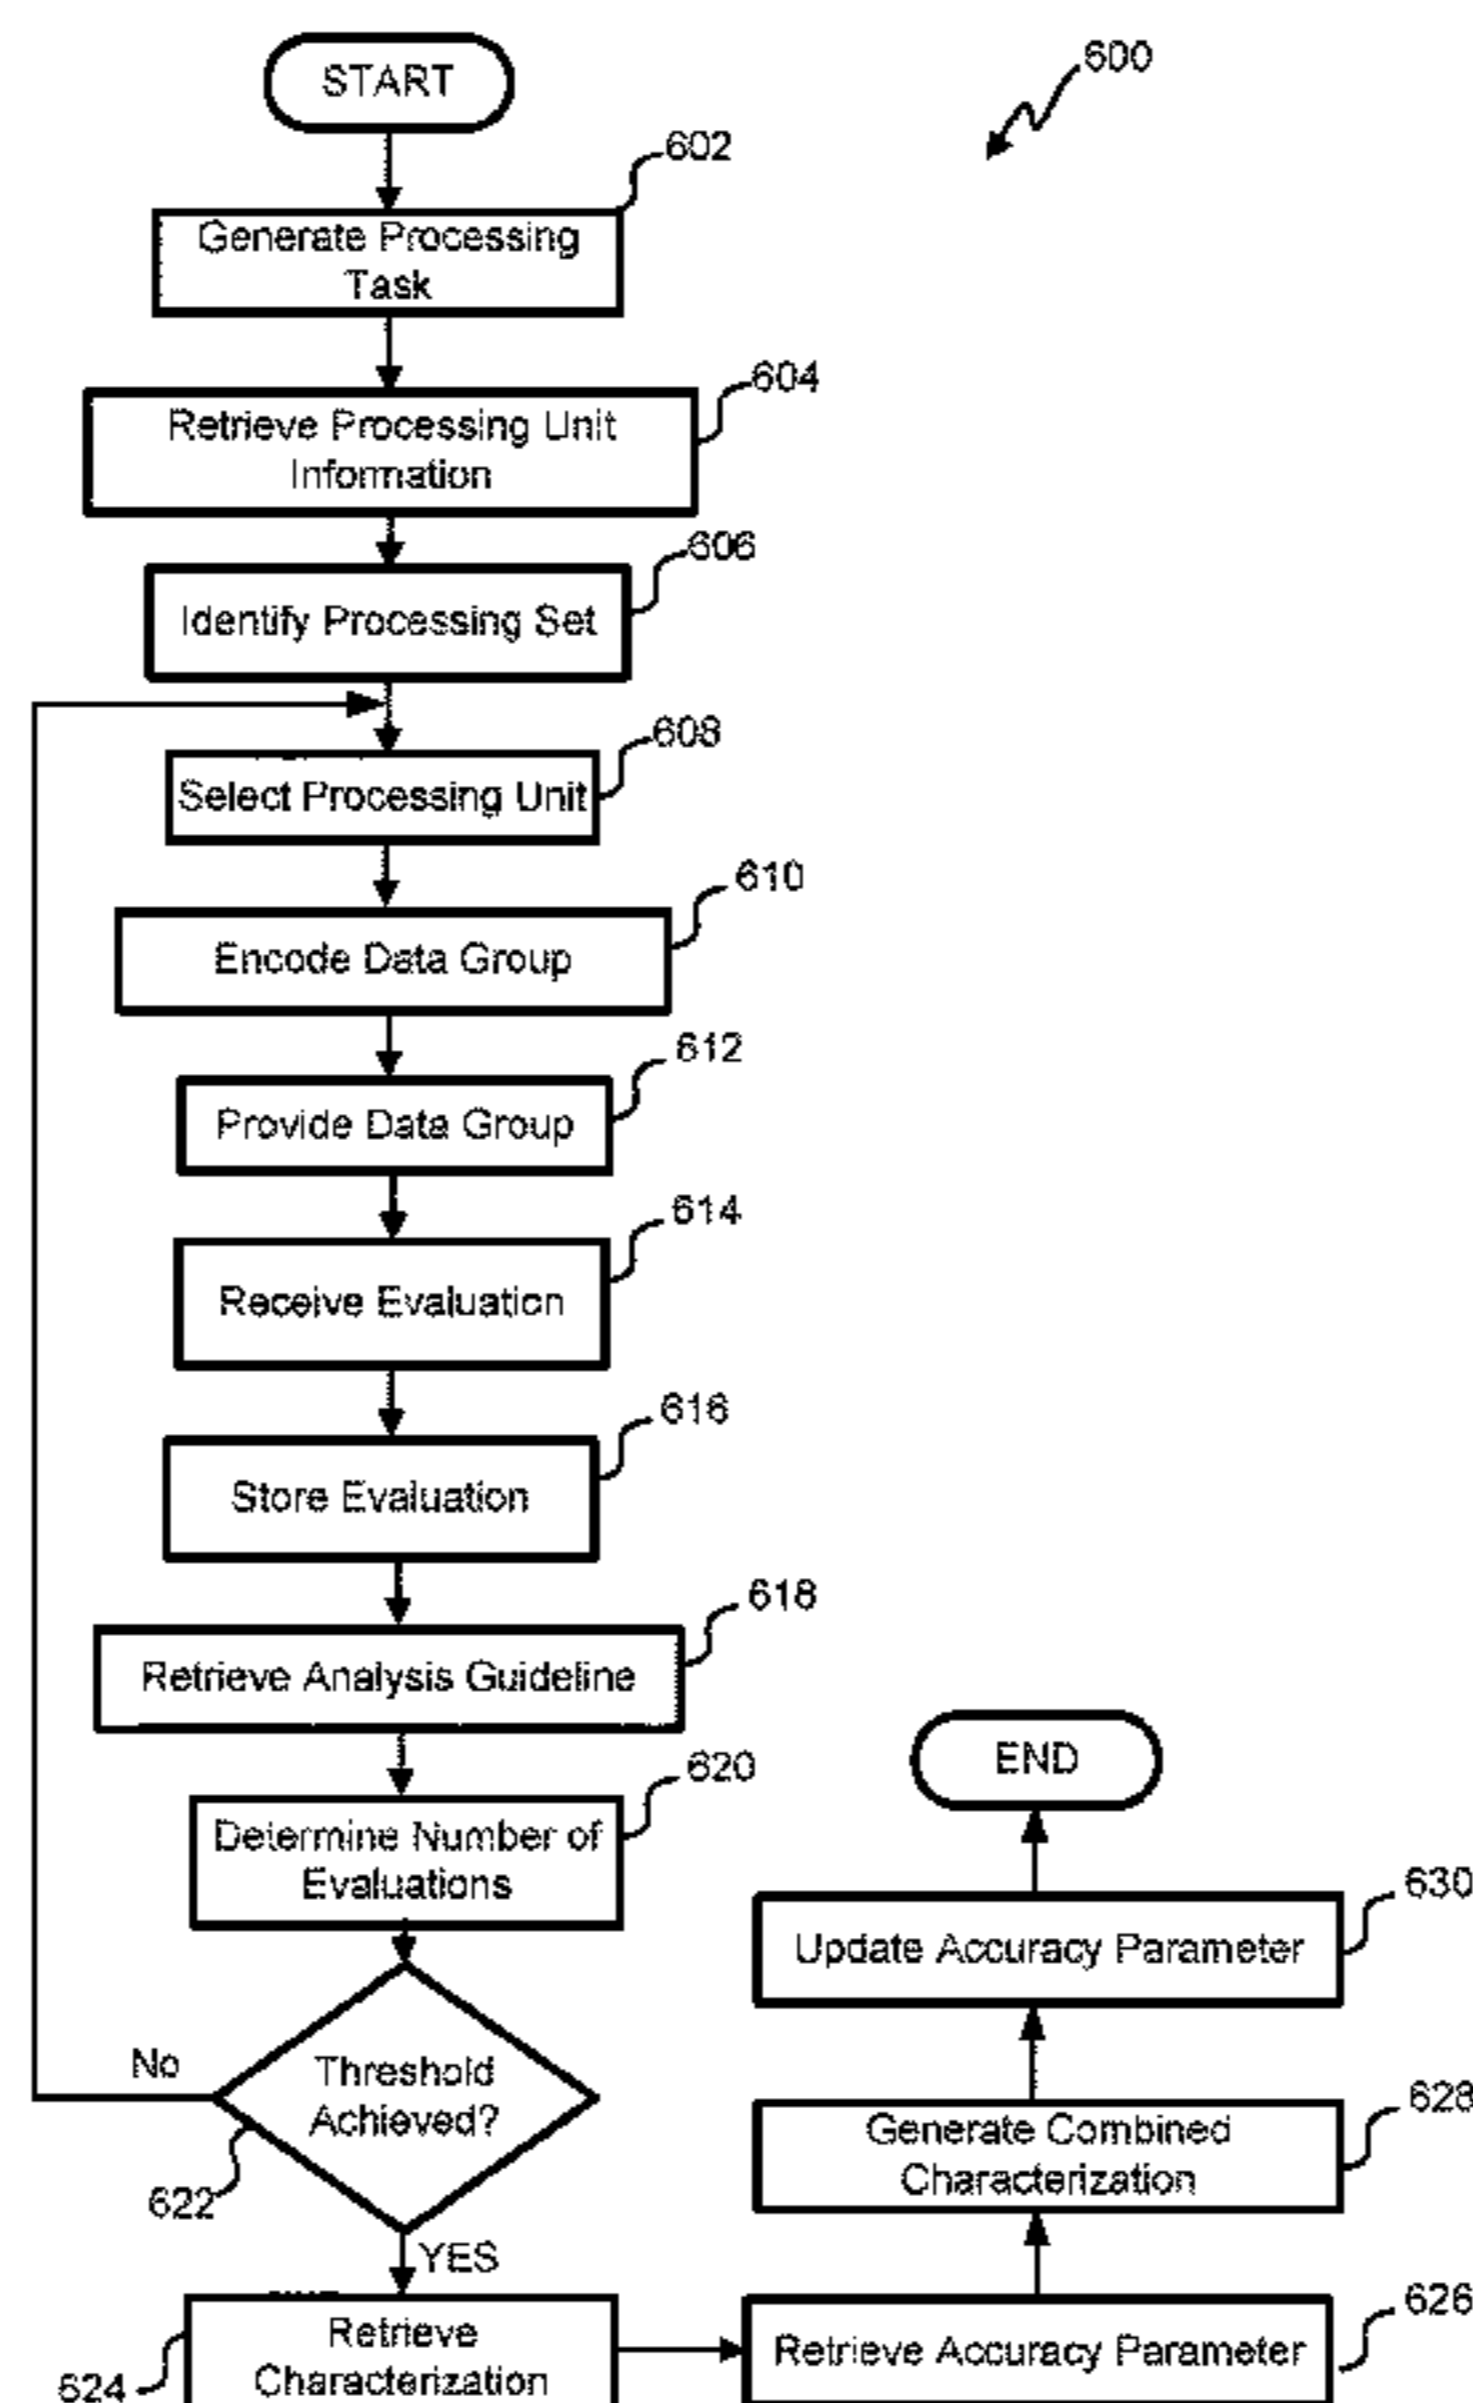 START
600
602
Generate Processing
Task
604
Retrieve Processing Unit
Information
606
Identify Processing Set
608
Select Processing Unit
610
Encode Data Group
612
Provide Data Group
614
Receive Evaluation
616
Store Evaluation
618
Retrieve Analysis Guideline
620
Determine Number of
Evaluations
No
Threshold
Achieved?
622
YES
624
Retrieve
Characterization
626
Retrieve Accuracy Parameter
628
Generate Combined
Characterization
630
Update Accuracy Parameter
END